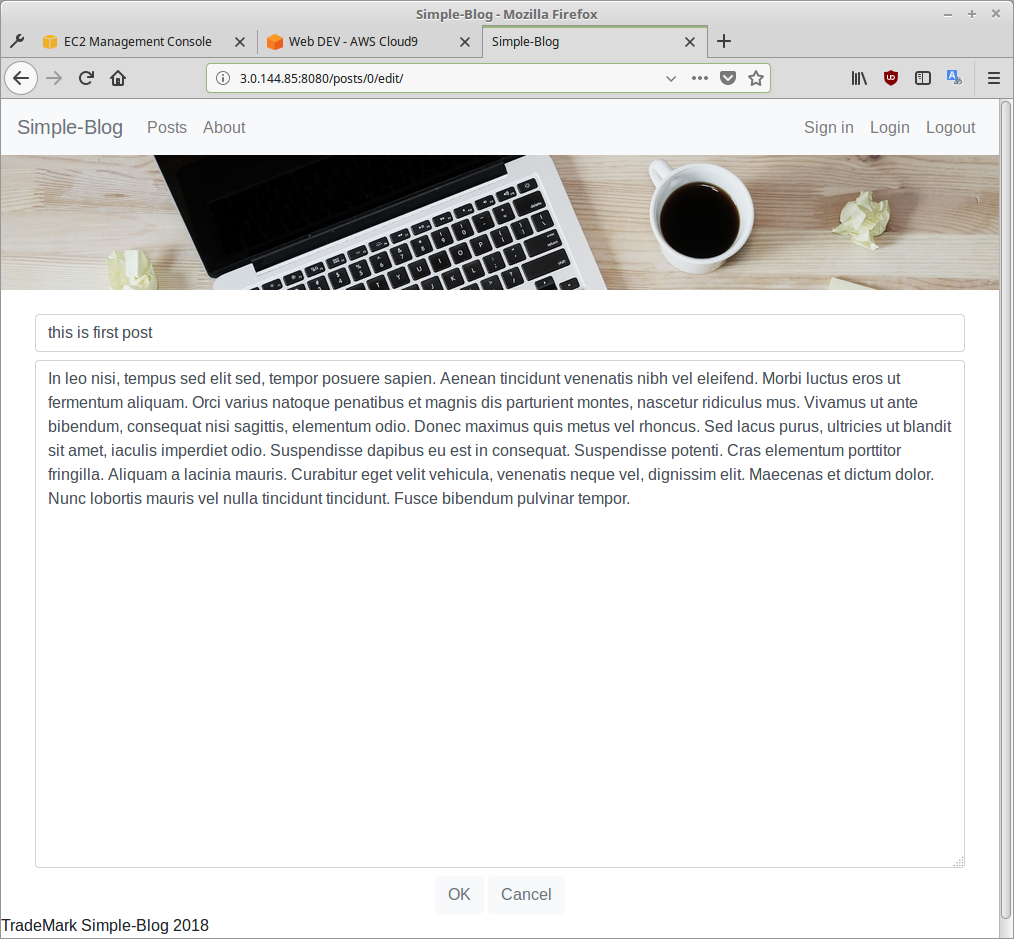 Simple-Blog - Mozilla Firefox
EC2 Management Console
Web DEV - AWS Cloud9
Simple-Blog
3.0.144.85:8080/posts/0/edit/
Simple-Blog Posts About Sign in Login Logout
this is first post
In leo nisi, tempus sed elit sed, tempor posuere sapien. Aenean tincidunt venenatis nibh vel eleifend. Morbi luctus eros ut
fermentum aliquam. Orci varius natoque penatibus et magnis dis parturient montes, nascetur ridiculus mus. Vivamus ut ante
bibendum, consequat nisi sagittis, elementum odio. Donec maximus quis metus vel rhoncus. Sed lacus purus, ultricies ut blandit
sit amet, iaculis imperdiet odio. Suspendisse dapibus eu est in consequat. Suspendisse potenti. Cras elementum porttitor
fringilla. Aliquam a lacinia mauris. Curabitur eget velit vehicula, venenatis neque vel, dignissim elit. Maecenas et dictum dolor.
Nunc lobortis mauris vel nulla tincidunt tincidunt. Fusce bibendum pulvinar tempor.
OK Cancel
TradeMark Simple-Blog 2018